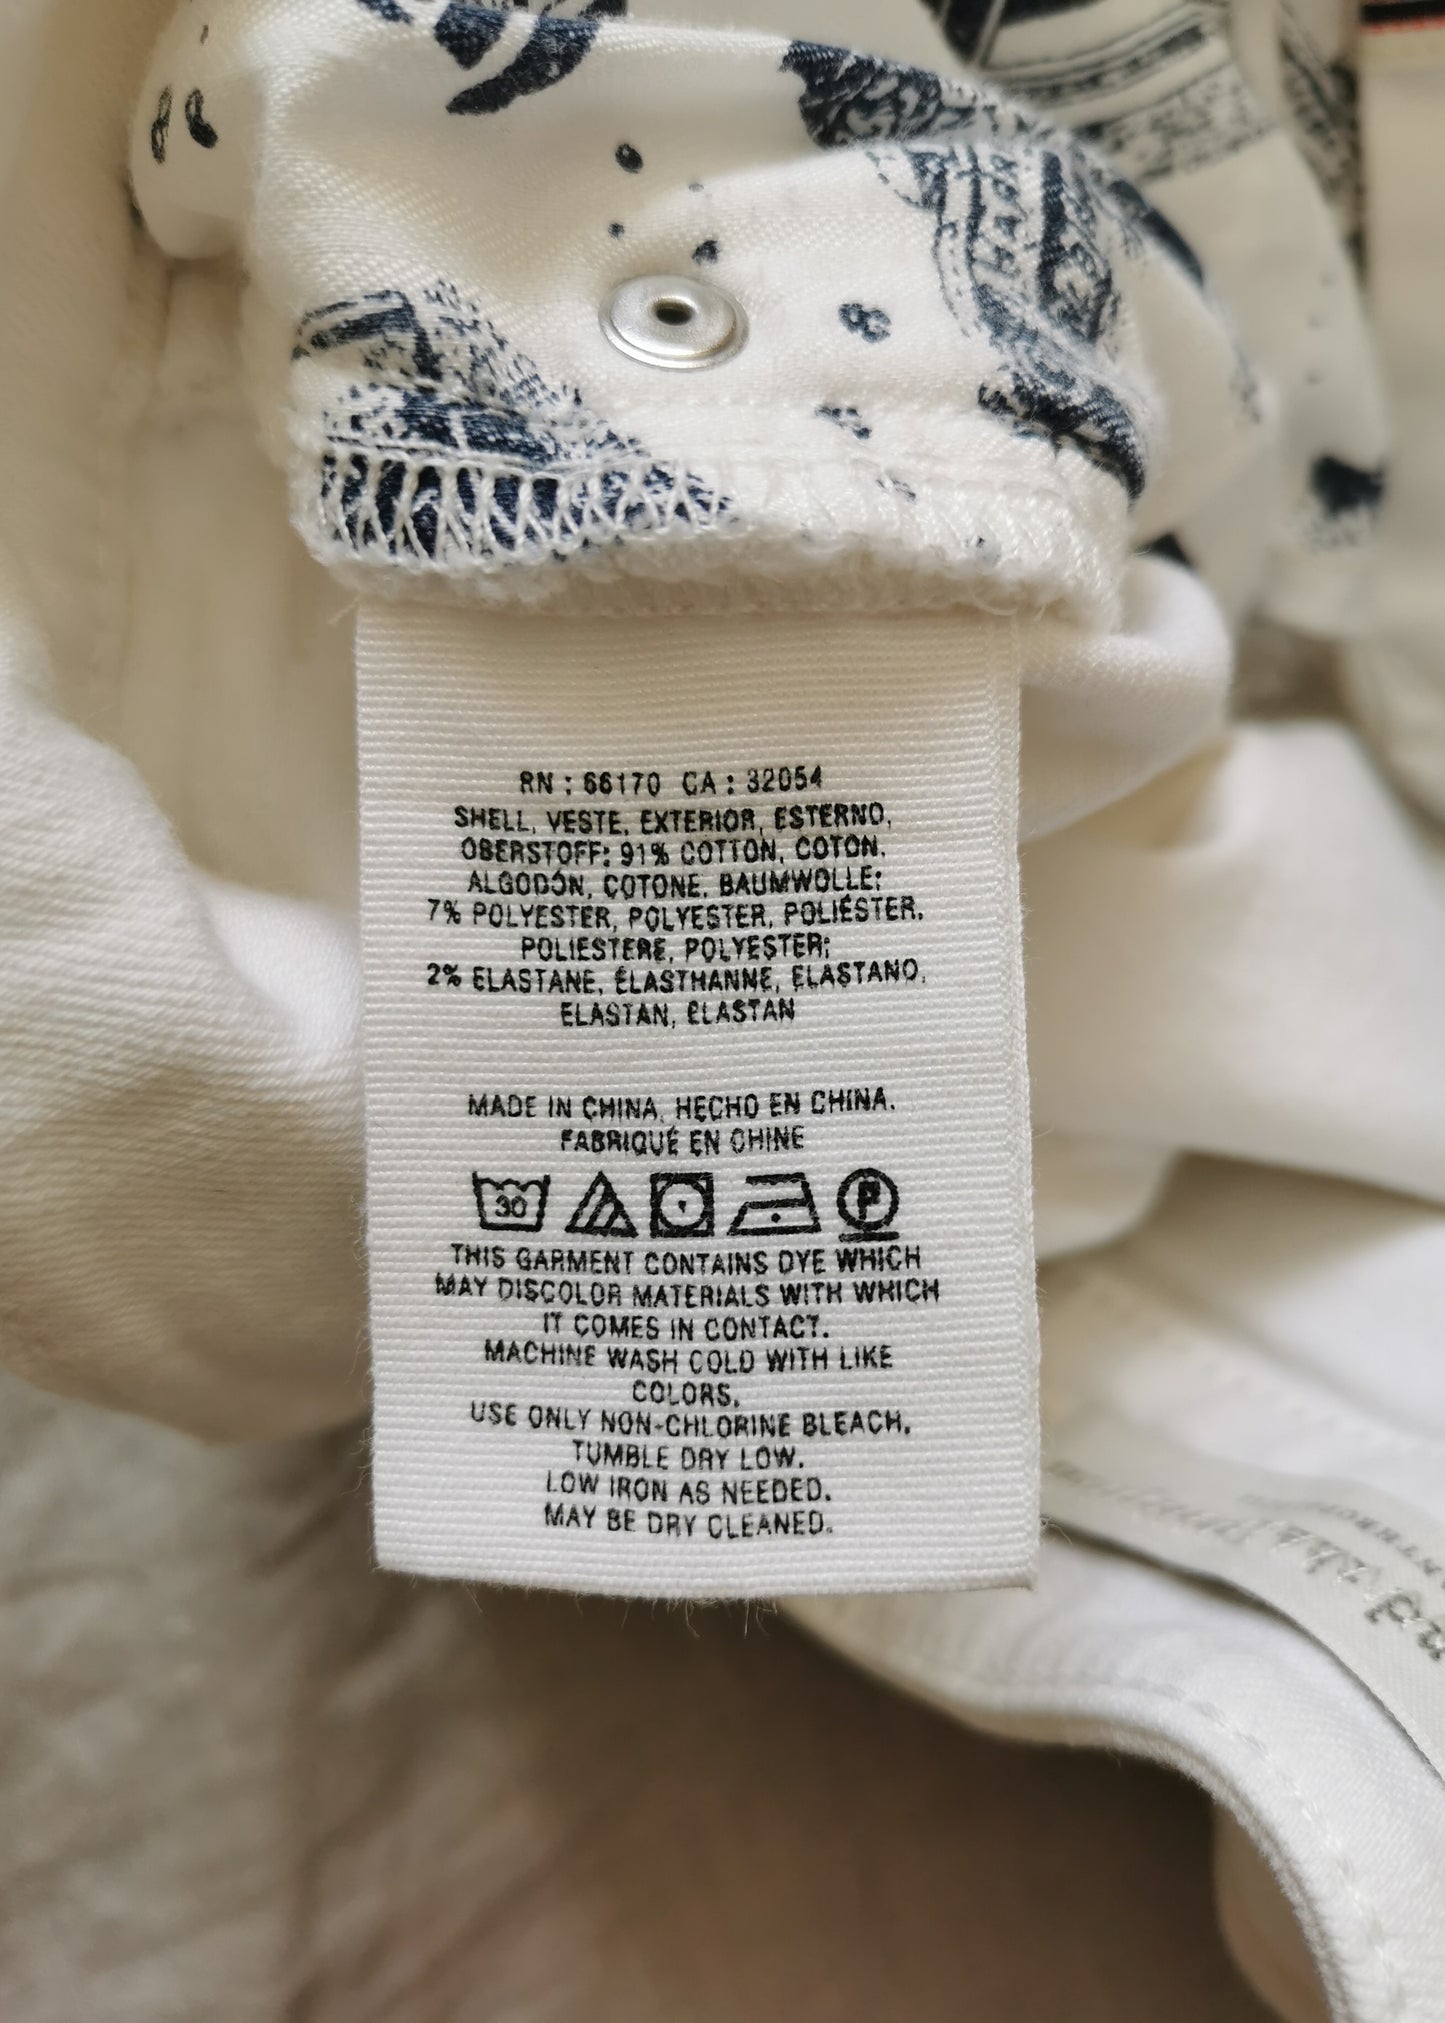 RN : 66170 CA : 32054
SHELL, VESTE, EXTERIOR, ESTERNO,
OBERSTOFF: 91% COTTON, COTON,
ALGODÓN, COTONE, BAUMWOLLE;
7% POLYESTER, POLYESTER, POLIÉSTER,
POLIESTERE, POLYESTER;
2% ELASTANE, ÉLASTHANNE, ELASTANO,
ELASTAN, ELASTAN
MADE IN CHINA, HECHO EN CHINA,
FABRIQUÉ EN CHINE
30 P
THIS GARMENT CONTAINS DYE WHICH
MAY DISCOLOR MATERIALS WITH WHICH
IT COMES IN CONTACT.
MACHINE WASH COLD WITH LIKE
COLORS.
USE ONLY NON-CHLORINE BLEACH.
TUMBLE DRY LOW.
LOW IRON AS NEEDED.
MAY BE DRY CLEANED.